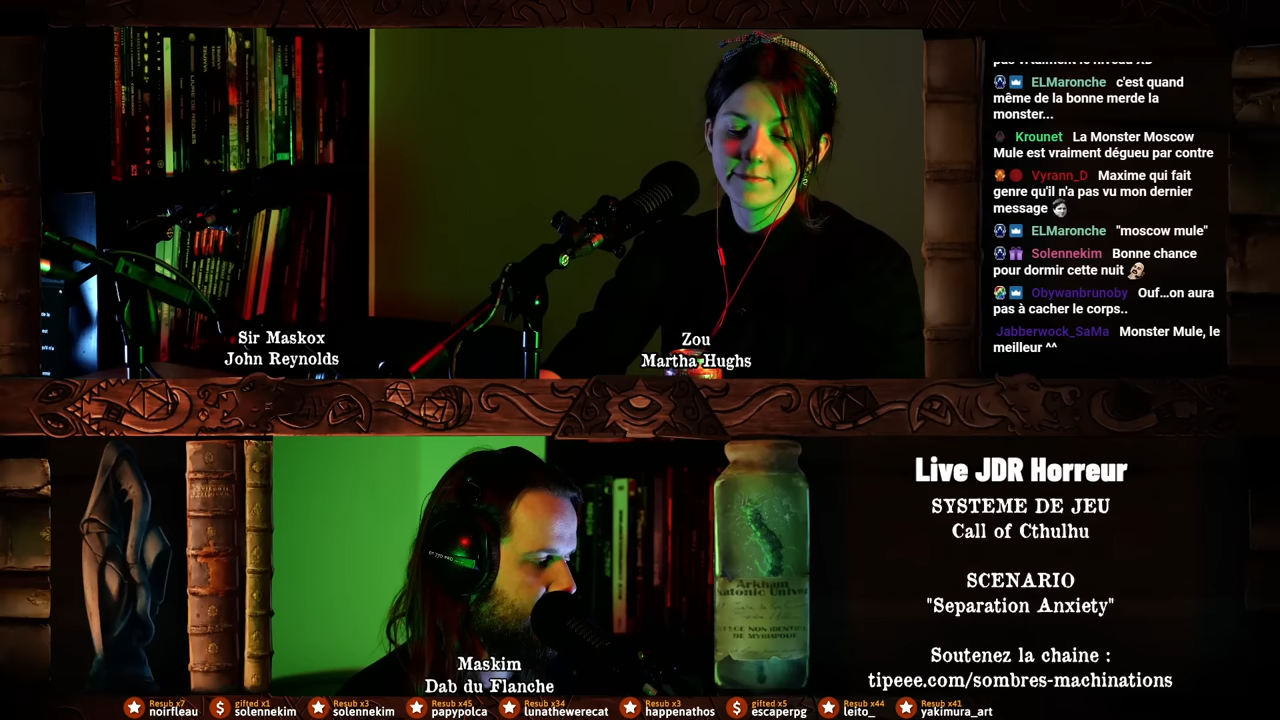 ELMaronche c'est quand
même de la bonne merde la
monster...
Krounet La Monster Moscow
Mule est vraiment dégueu par contre
Vyrann_D Maxime qui fait
genre qu'il n'a pas vu mon dernier
message
ELMaronche "moscow mule"
Solennekim Bonne chance
pour dormir cette nuit
Obywanbrunoby Ouf...on aura
pas à cacher le corps..
Jabberwock_SaMa Monster Mule, le
meilleur ^^
Sir Maskox
John Reynolds
Zou
Martha Hughs
Maskim
Dab du Flanche
Arkham
Live JDR Horreur
SYSTEME DE JEU
Call of Cthulhu
SCENARIO
"Separation Anxiety"
Soutenez la chaine :
tipeee.com/sombres-machinations
Resub x7
noirfleau
gifted x1
solennekim
Resub x3
solennekim
Resub x45
papypolca
Resub x34
lunathewerecat
Resub x3
happenathos
gifted x5
escaperpg
Resub x44
leito_
Resub x41
yakimura_art